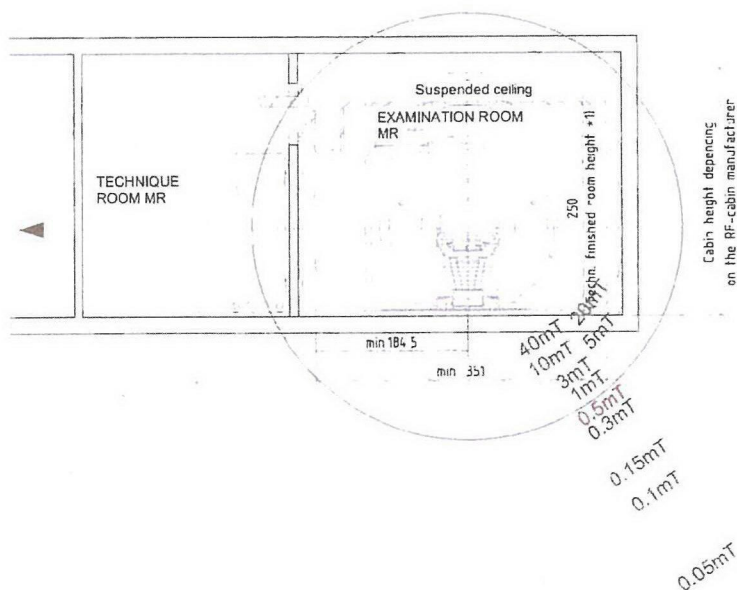 Suspended ceiling
EXAMINATION ROOM
MR
TECHNIQUE
ROOM MR
250
techn. finished room height *1)
Cabin height depencing
on the RF-cabin manufacturer
min 184 5
min 351
40mT 20mT
10mT 5mT
3mT
1mT
0.5mT
0.3mT
0.15mT
0.1mT
0.05mT